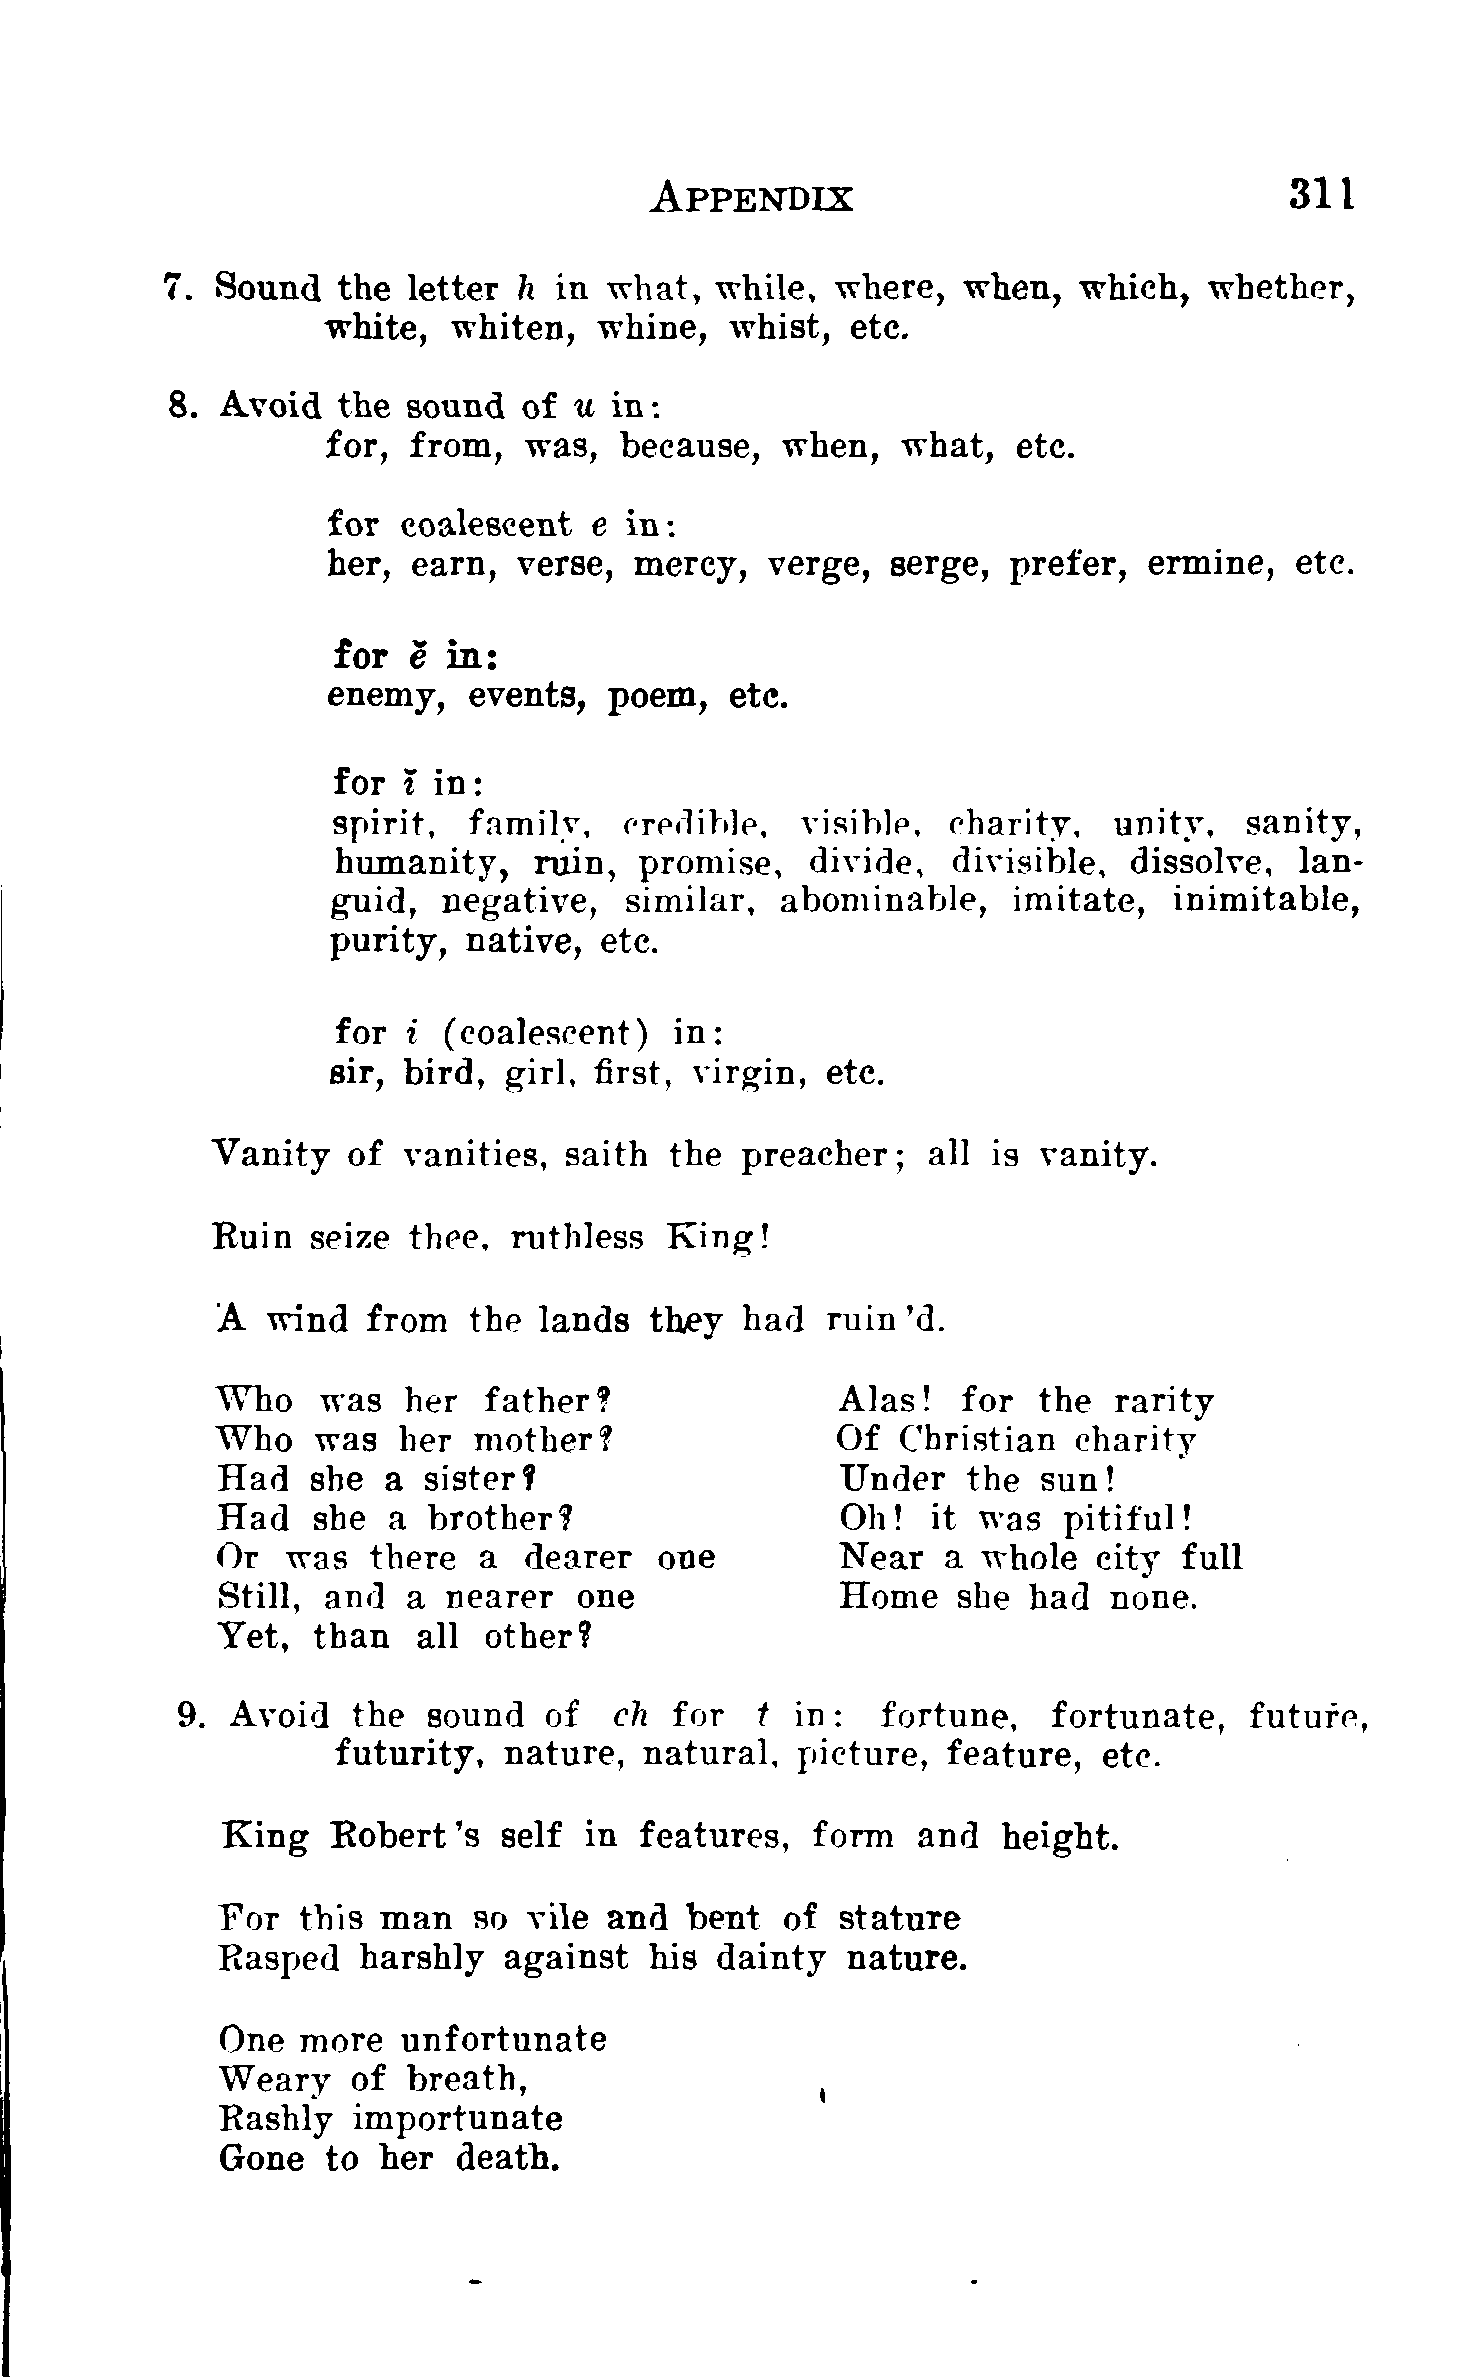 APPENDIX 311
7. Sound the letter h in what, while, where, when, which, whether,
white, whiten, whine, whist, etc.
8. Avoid the sound of u in:
for, from, was, because, when, what, etc.
for coalescent e in:
her, earn, verse, mercy, verge, serge, prefer, ermine, etc.
for ĕ in:
enemy, events, poem, etc.
for ĭ in:
spirit, family, credible, visible, charity, unity, sanity,
humanity, ruin, promise, divide, divisible, dissolve, lan-
guid, negative, similar, abominable, imitate, inimitable,
purity, native, etc.
for i (coalescent) in:
sir, bird, girl, first, virgin, etc.
Vanity of vanities, saith the preacher; all is vanity.
Ruin seize thee, ruthless King!
A wind from the lands they had ruin'd.
Who was her father?
Who was her mother?
Had she a sister?
Had she a brother?
Or was there a dearer one
Still, and a nearer one
Yet, than all other?
Alas! for the rarity
Of Christian charity
Under the sun!
Oh! it was pitiful!
Near a whole city full
Home she had none.
9. Avoid the sound of ch for t in: fortune, fortunate, future,
futurity, nature, natural, picture, feature, etc.
King Robert's self in features, form and height.
For this man so vile and bent of stature
Rasped harshly against his dainty nature.
One more unfortunate
Weary of breath,
Rashly importunate
Gone to her death.